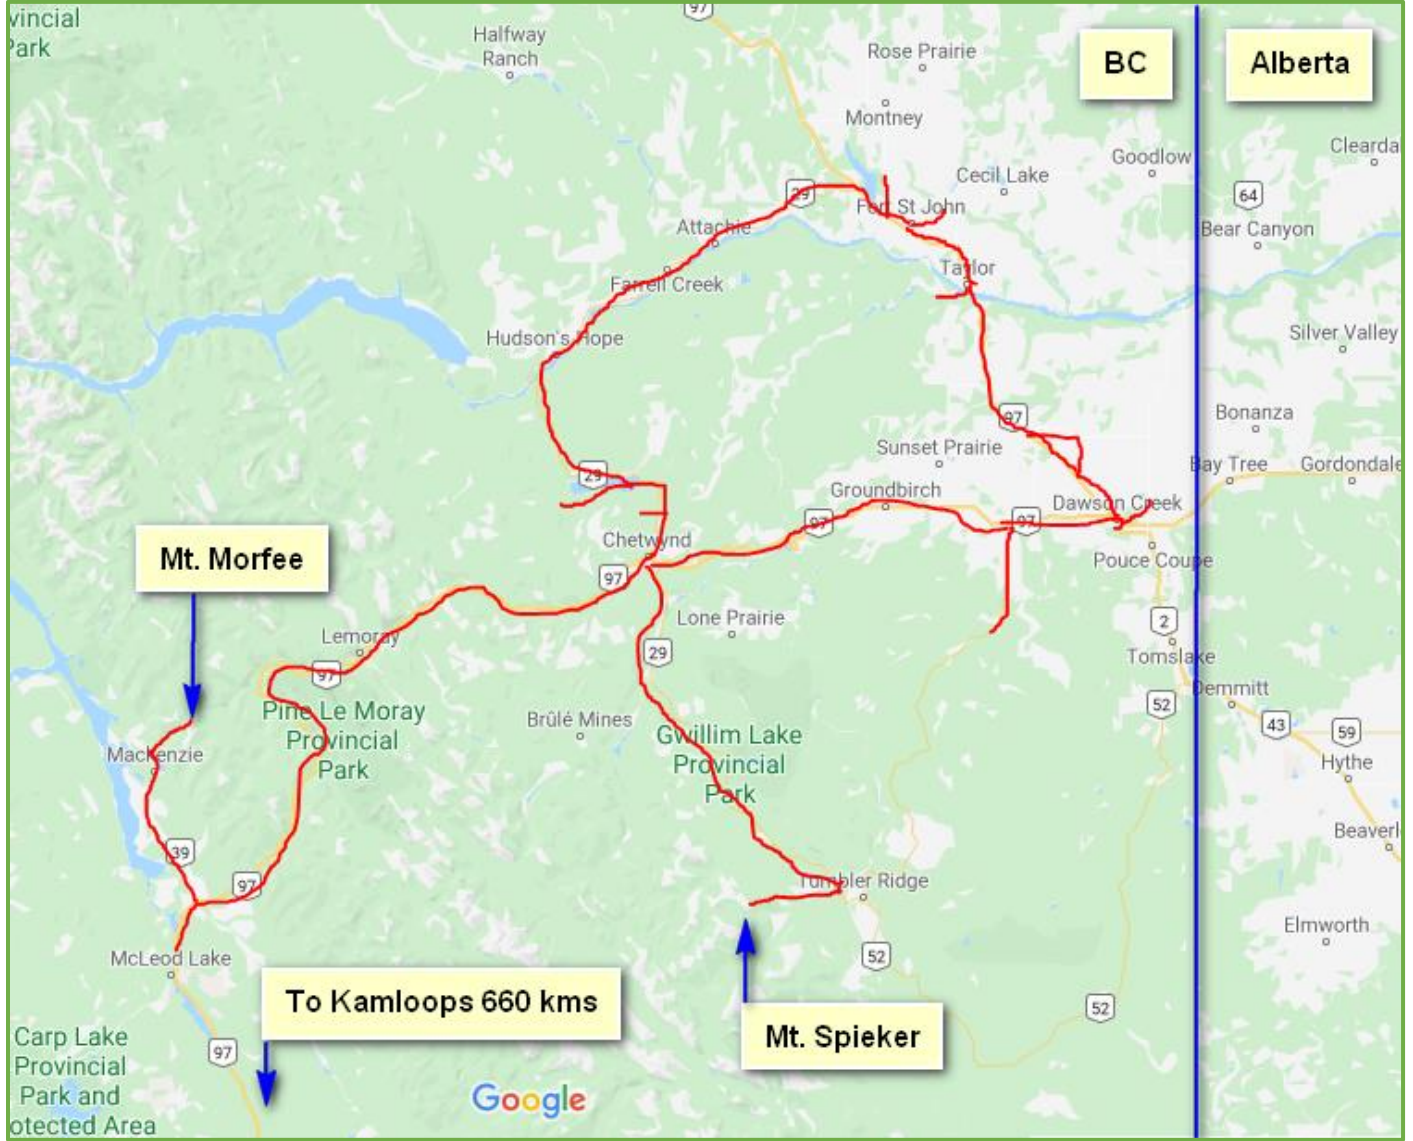 vincial
Park
97
Halfway
Ranch
Rose Prairie
BC
Alberta
Montney
Goodlow
Clearda
29
Cecil Lake
64
Fort St John
Attachie
Bear Canyon
Taylor
Farrell Creek
Hudson's Hope
Silver Valley
97
Bonanza
Sunset Prairie
29
Bay Tree
Gordondale
Groundbirch
Dawson Creek
97
97
Mt. Morfee
Chetwynd
Pouce Coupe
97
Lone Prairie
2
Lemoray
29
Tomslake
97
Demmitt
Pine Le Moray
Provincial
Park
Brûlé Mines
52
Gwillim Lake
Provincial
Park
43
59
Mackenzie
Hythe
39
Beaverl
97
Tumbler Ridge
Elmworth
McLeod Lake
52
To Kamloops 660 kms
52
Mt. Spieker
Carp Lake
Provincial
Park and
otected Area
97
Google